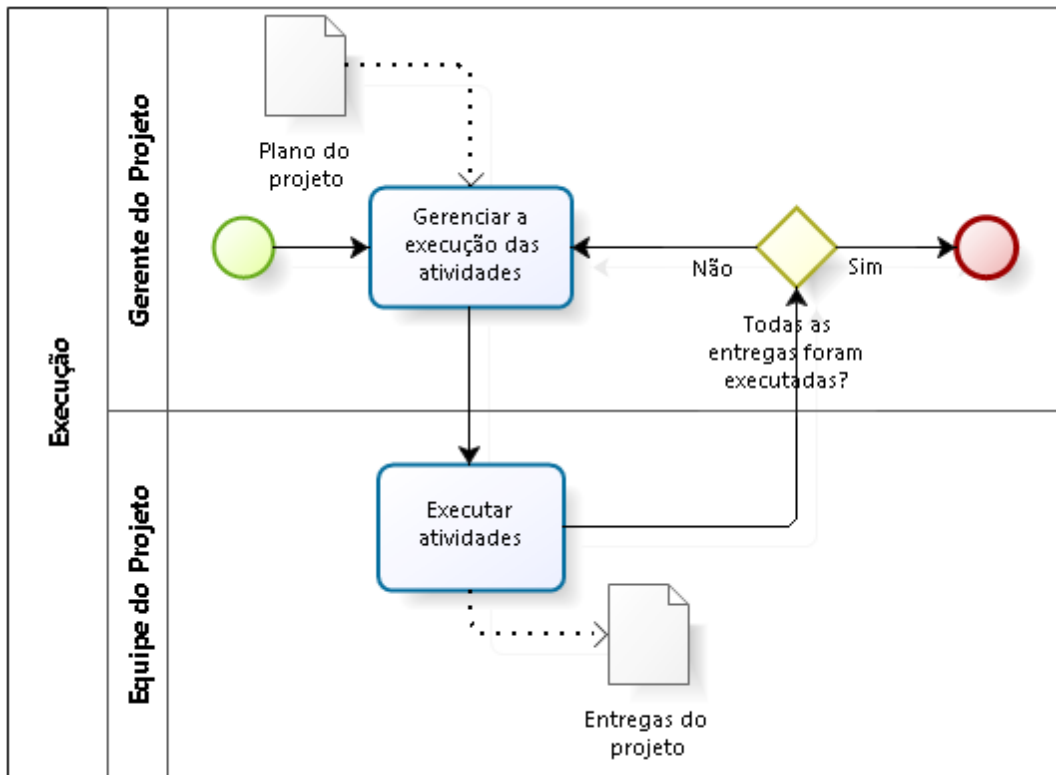 Execução
Gerente do Projeto
Plano do
projeto
Gerenciar a
execução das
atividades
Não
Sim
Todas as
entregas foram
executadas?
Equipe do Projeto
Executar
atividades
Entregas do
projeto